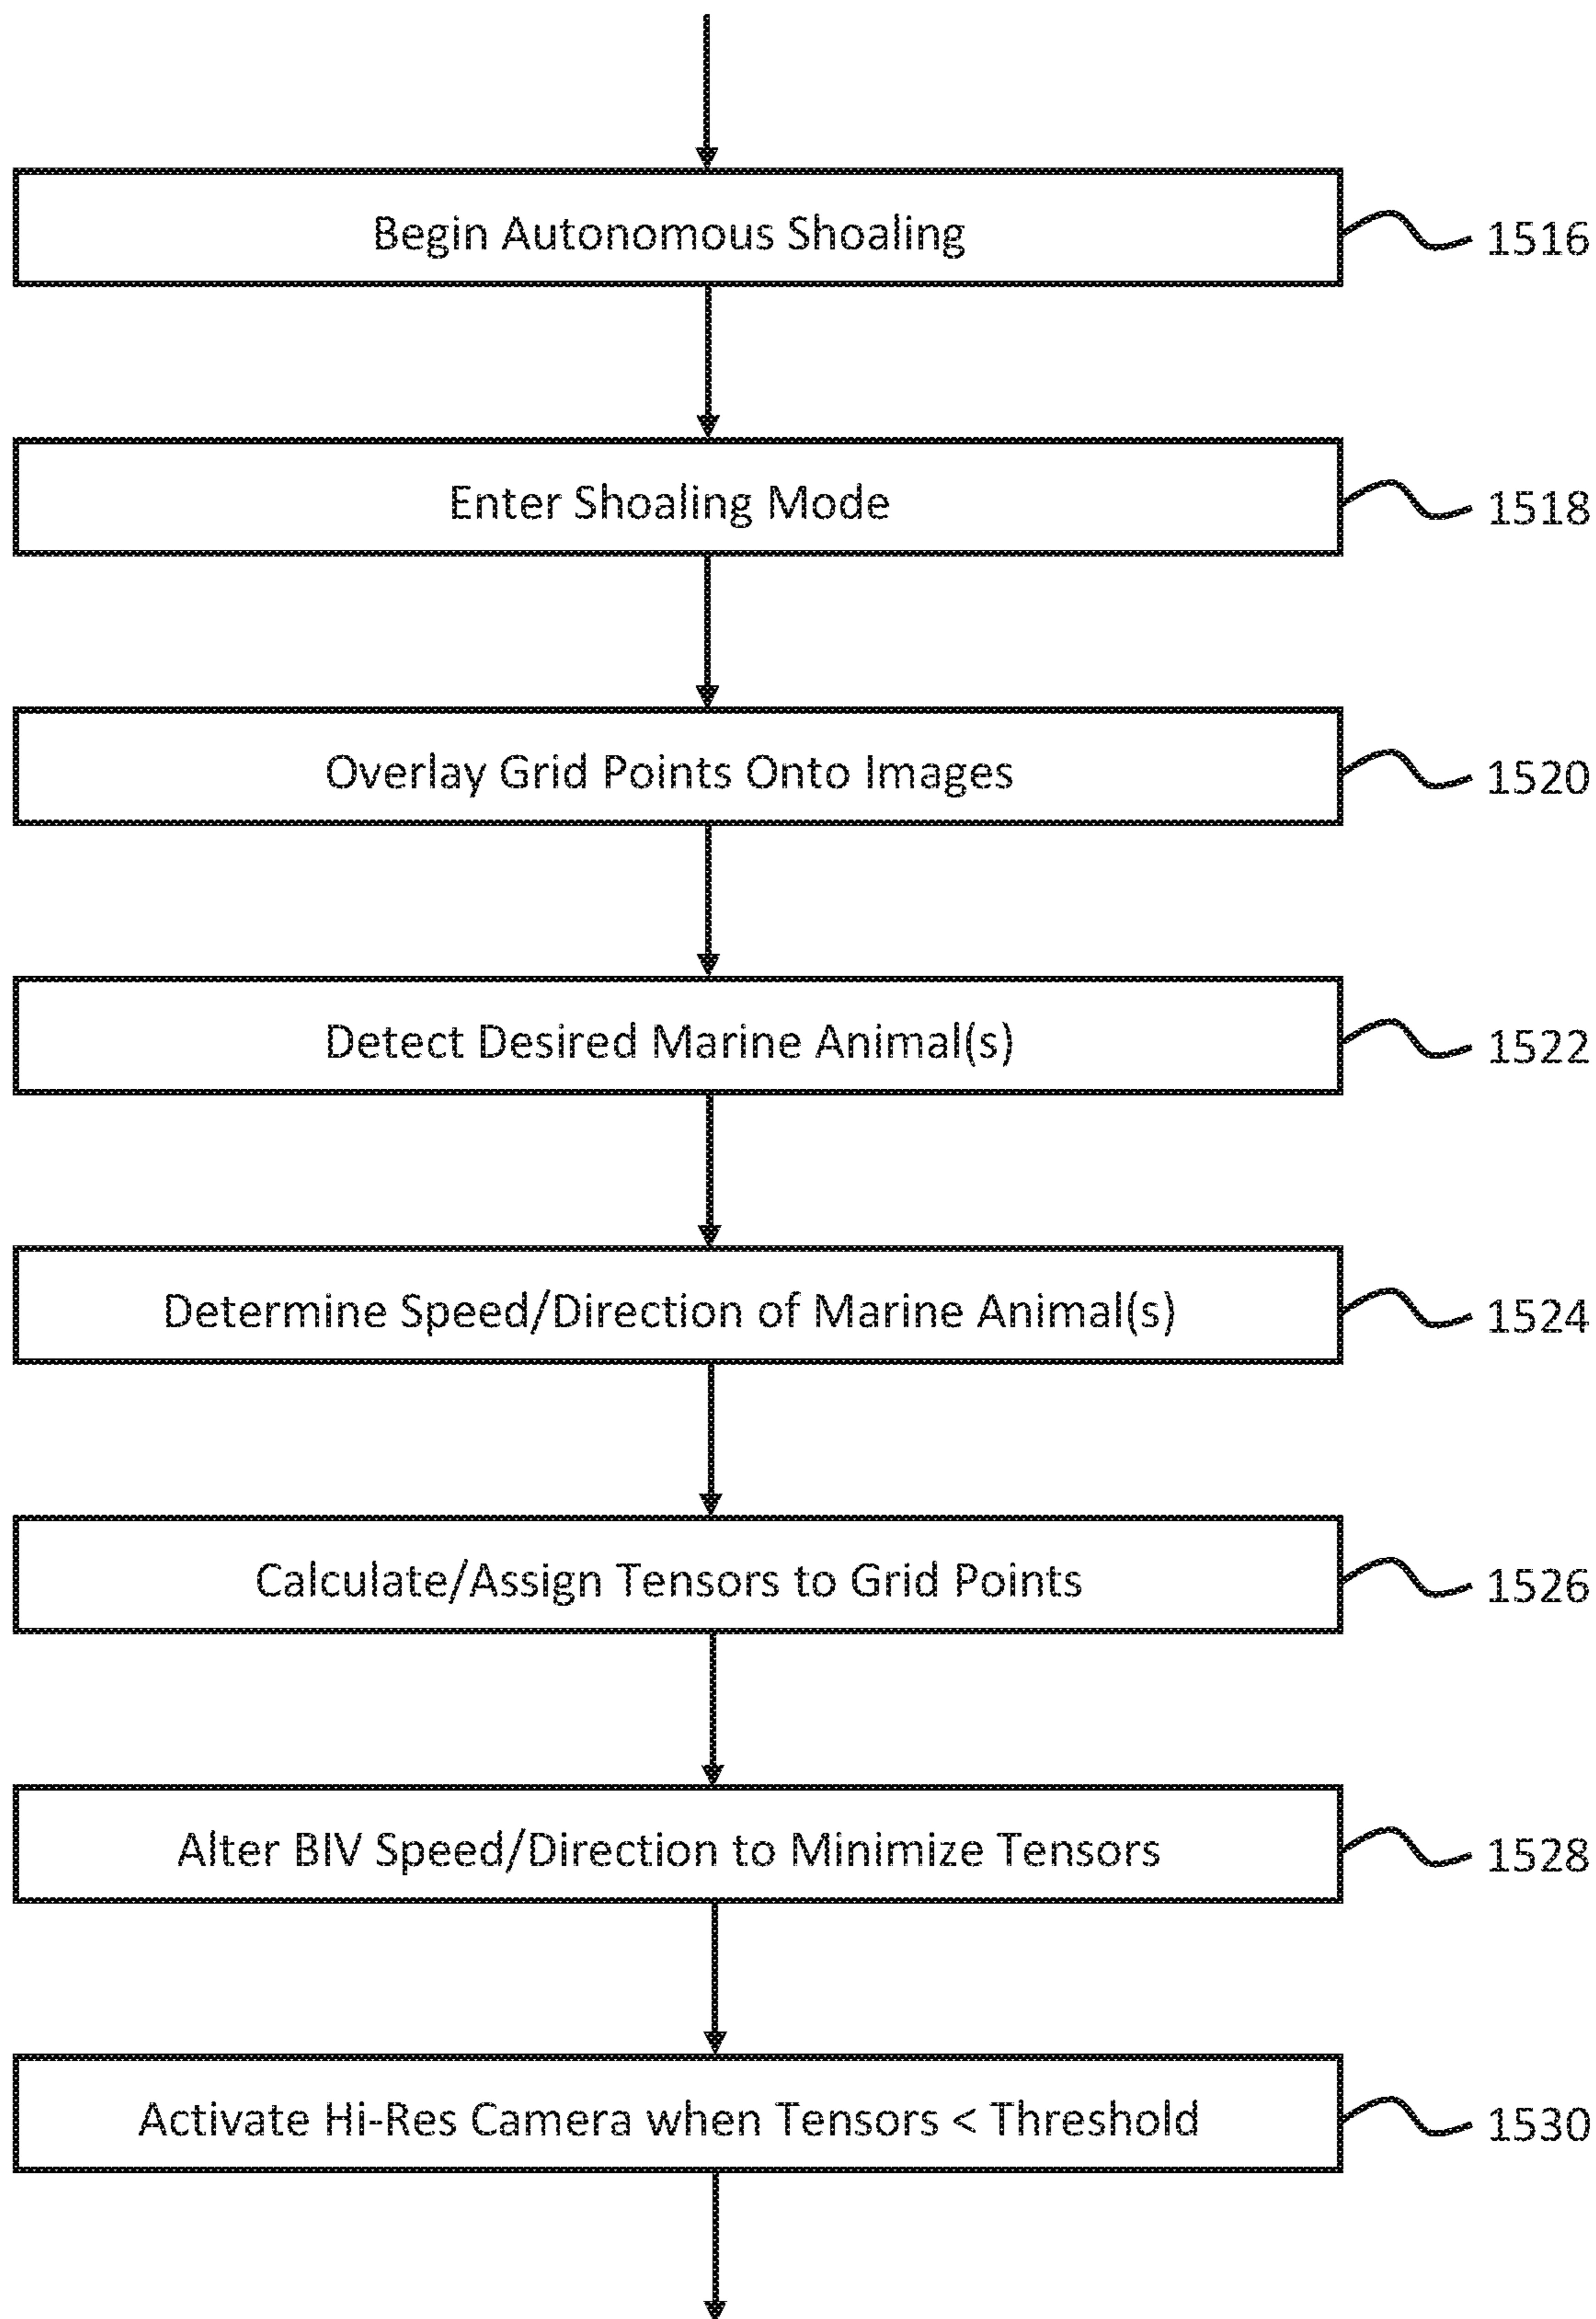 Begin Autonomous Shoaling
1516
Enter Shoaling Mode
1518
Overlay Grid Points Onto Images
1520
Detect Desired Marine Animal(s)
1522
Determine Speed/Direction of Marine Animal(s)
1524
Calculate/Assign Tensors to Grid Points
1526
Alter BIV Speed/Direction to Minimize Tensors
1528
Activate Hi-Res Camera when Tensors < Threshold
1530